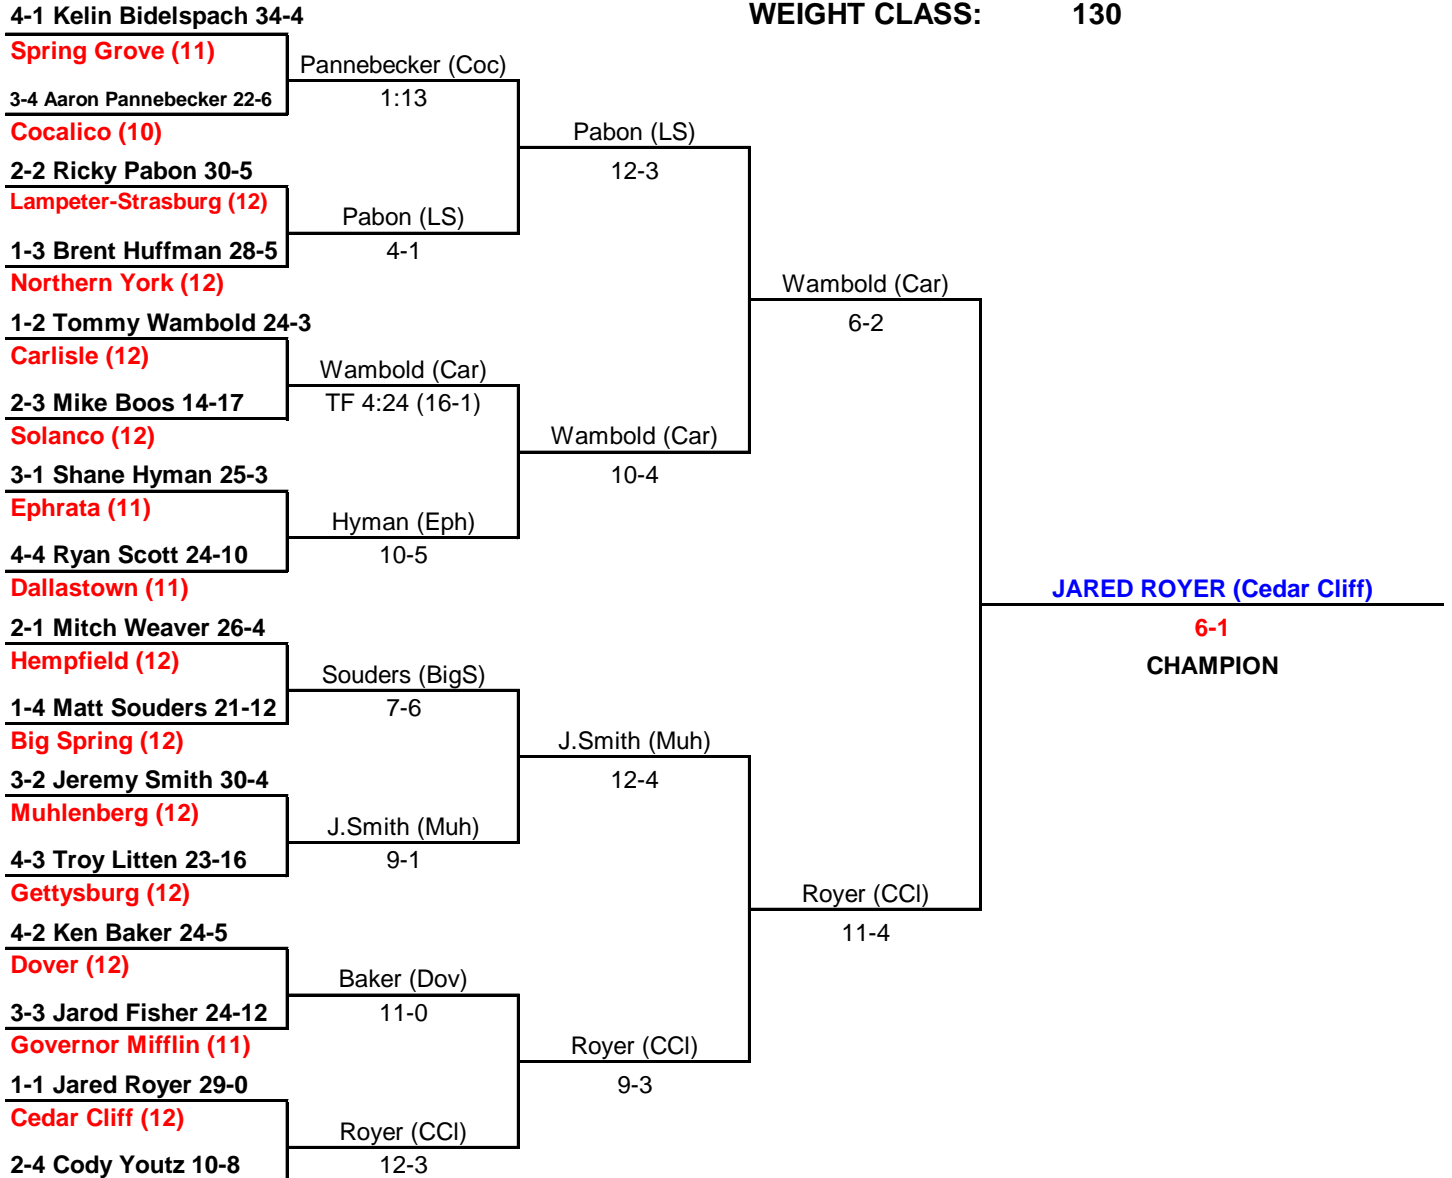 4-1 Kelin Bidelspach 34-4
WEIGHT CLASS: 130
Spring Grove (11)
Pannebecker (Coc)
3-4 Aaron Pannebecker 22-6
1:13
Cocalico (10)
Pabon (LS)
2-2 Ricky Pabon 30-5
12-3
Lampeter-Strasburg (12)
Pabon (LS)
1-3 Brent Huffman 28-5
4-1
Northern York (12)
Wambold (Car)
1-2 Tommy Wambold 24-3
6-2
Carlisle (12)
Wambold (Car)
2-3 Mike Boos 14-17
TF 4:24 (16-1)
Solanco (12)
Wambold (Car)
3-1 Shane Hyman 25-3
10-4
Ephrata (11)
Hyman (Eph)
4-4 Ryan Scott 24-10
10-5
Dallastown (11)
JARED ROYER (Cedar Cliff)
2-1 Mitch Weaver 26-4
6-1
Hempfield (12)
CHAMPION
Souders (BigS)
1-4 Matt Souders 21-12
7-6
Big Spring (12)
J.Smith (Muh)
3-2 Jeremy Smith 30-4
12-4
Muhlenberg (12)
J.Smith (Muh)
4-3 Troy Litten 23-16
9-1
Gettysburg (12)
Royer (CCl)
4-2 Ken Baker 24-5
11-4
Dover (12)
Baker (Dov)
3-3 Jarod Fisher 24-12
11-0
Governor Mifflin (11)
Royer (CCl)
1-1 Jared Royer 29-0
9-3
Cedar Cliff (12)
Royer (CCl)
2-4 Cody Youtz 10-8
12-3